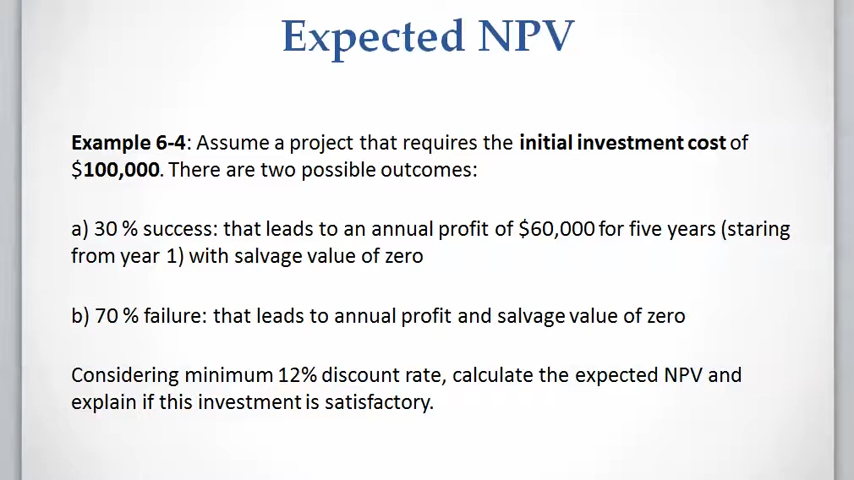 Expected NPV
Example 6-4: Assume a project that requires the initial investment cost of
$100,000. There are two possible outcomes:
a) 30 % success: that leads to an annual profit of $60,000 for five years (staring
from year 1) with salvage value of zero
b) 70 % failure: that leads to annual profit and salvage value of zero
Considering minimum 12% discount rate, calculate the expected NPV and
explain if this investment is satisfactory.